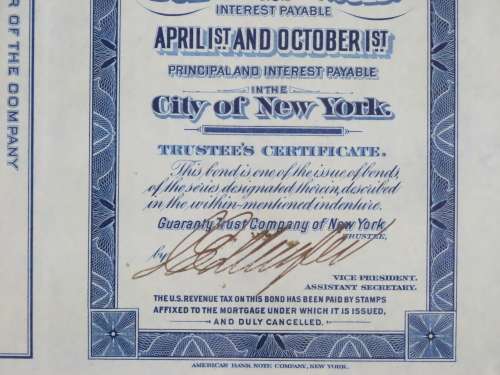 INTEREST PAYABLE
APRIL 1ST AND OCTOBER 1ST
PRINCIPAL AND INTEREST PAYABLE
IN THE
City of New York.
TRUSTEE'S CERTIFICATE.
This bond is one of the issue of bonds,
of the series designated therein, described
in the within-mentioned indenture.
Guaranty Trust Company of New York
TRUSTEE,
by
VICE PRESIDENT.
ASSISTANT SECRETARY.
THE U.S. REVENUE TAX ON THIS BOND HAS BEEN PAID BY STAMPS
AFFIXED TO THE MORTGAGE UNDER WHICH IT IS ISSUED,
AND DULY CANCELLED.
AMERICAN BANK NOTE COMPANY, NEW YORK.
R OF THE COMPANY